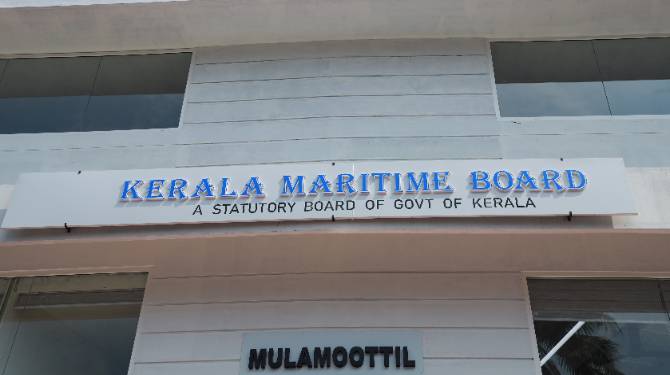 KERALA MARITIME BOARD
A STATUTORY BOARD OF GOVT OF KERALA
MULAMOOTTIL